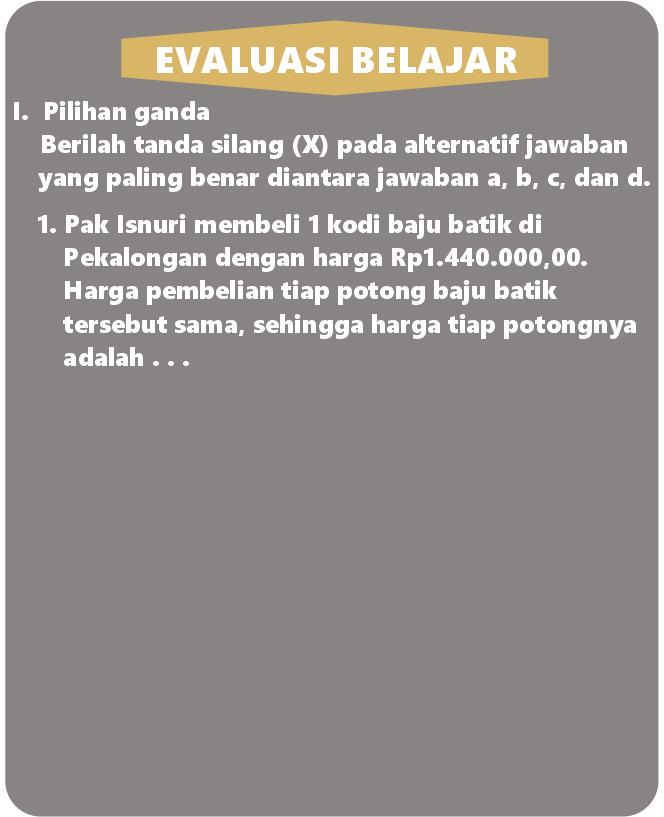 EVALUASI BELAJAR
I. Pilihan ganda
Berilah tanda silang (X) pada alternatif jawaban
yang paling benar diantara jawaban a, b, c, dan d.
1. Pak Isnuri membeli 1 kodi baju batik di
Pekalongan dengan harga Rp1.440.000,00.
Harga pembelian tiap potong baju batik
tersebut sama, sehingga harga tiap potongnya
adalah . . .